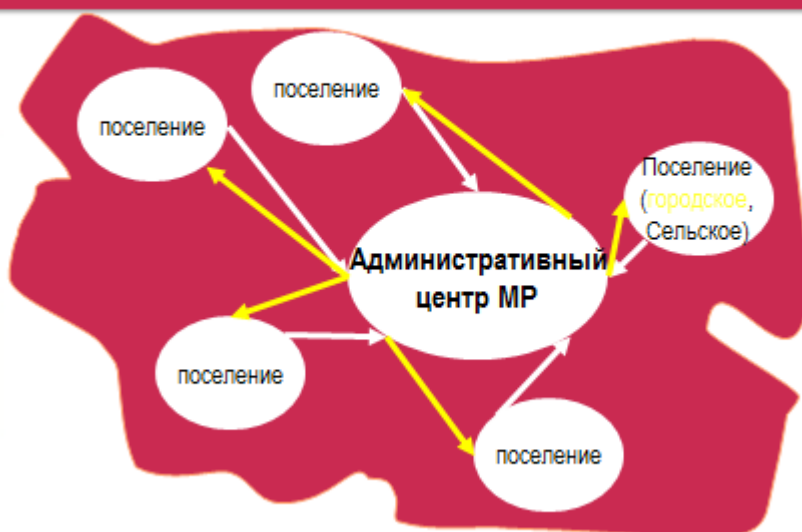 поселение
поселение
Поселение
(городское,
Сельское)
Административный
центр МР
поселение
поселение